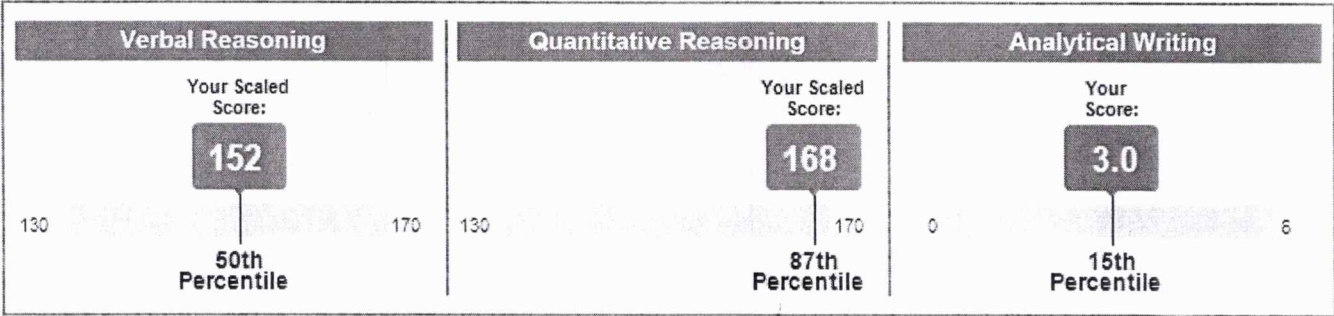 Verbal Reasoning
Your Scaled
Score:
152
130
170
50th
Percentile
Quantitative Reasoning
Your Scaled
Score:
168
130
170
87th
Percentile
Analytical Writing
Your
Score:
3.0
0
6
15th
Percentile